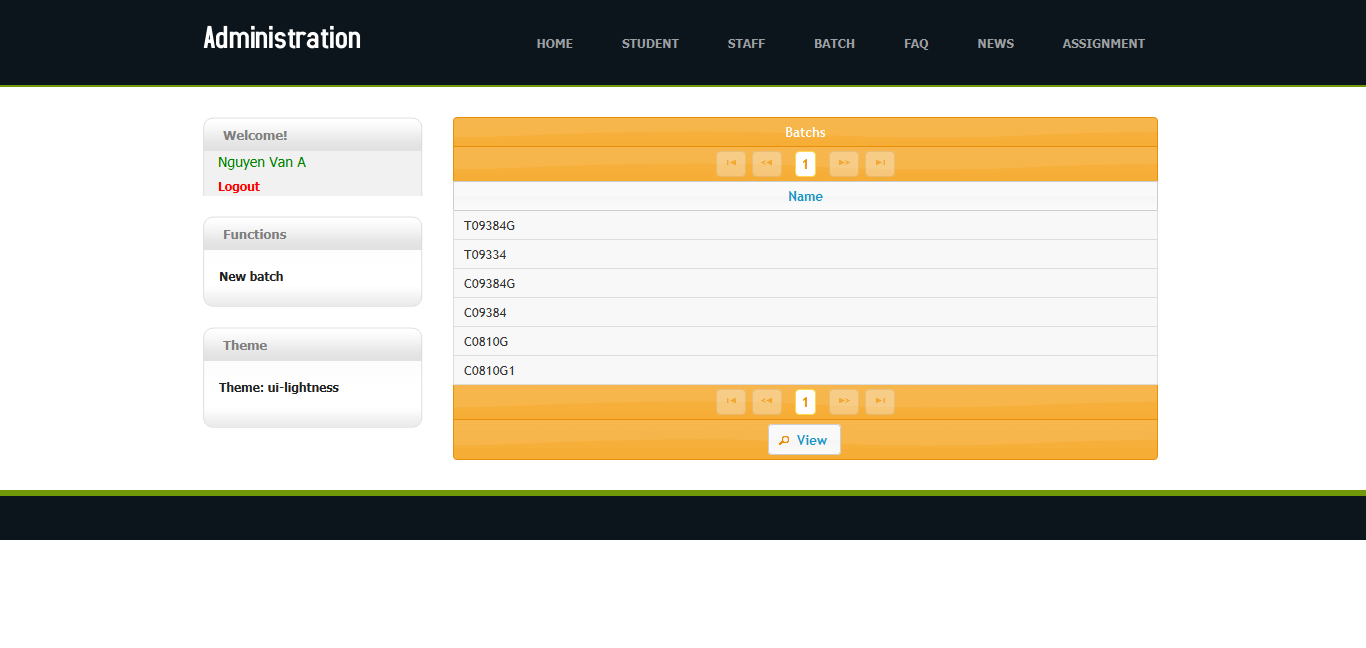 Administration
HOME STUDENT STAFF BATCH FAQ NEWS ASSIGNMENT
Welcome!
Nguyen Van A
Logout
Functions
New batch
Theme
Theme: ui-lightness
Batchs
1
Name
T09384G
T09334
C09384G
C09384
C0810G
C0810G1
1
View